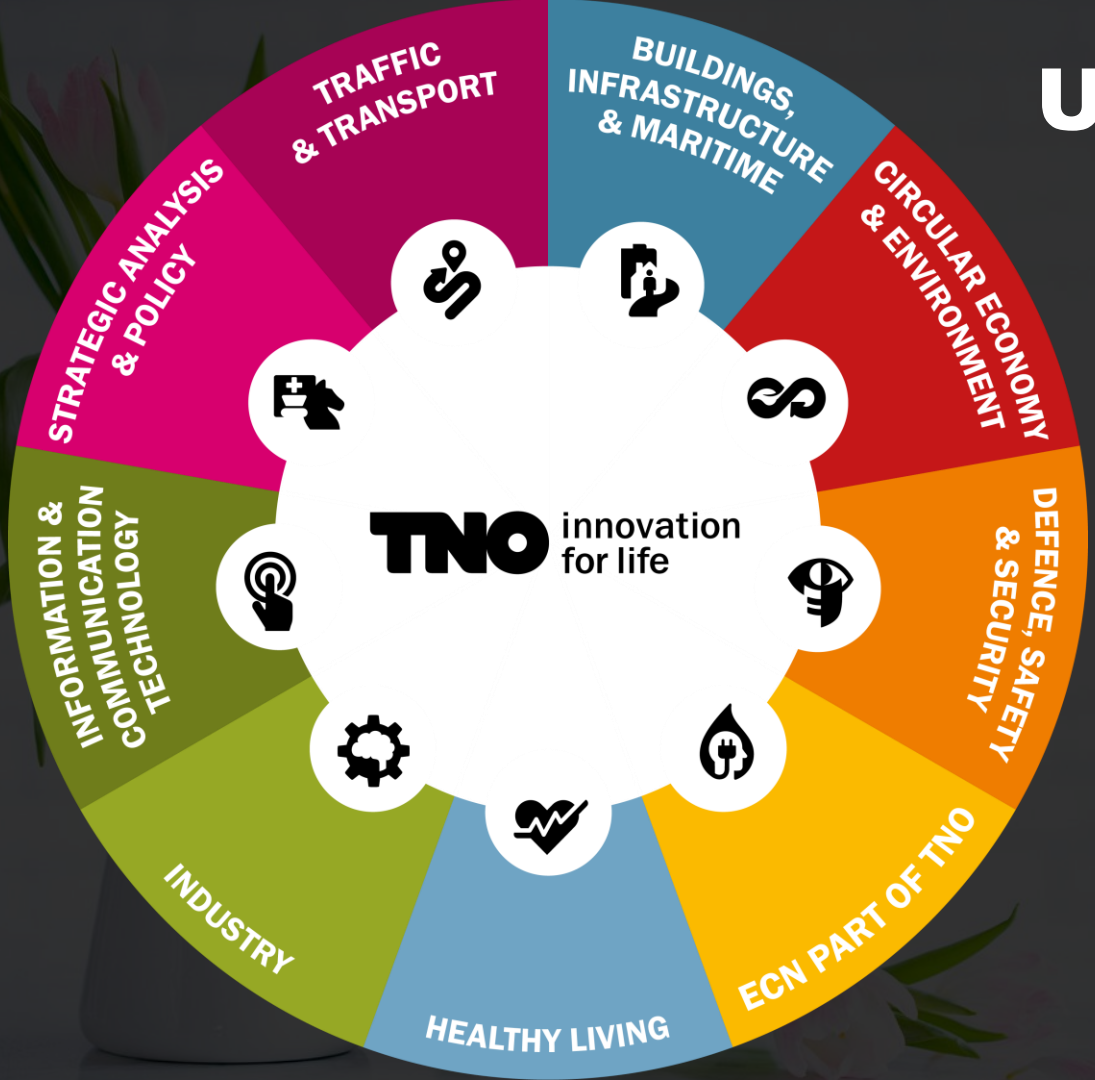 TRAFFIC
& TRANSPORT
BUILDINGS,
INFRASTRUCTURE
& MARITIME
CIRCULAR ECONOMY
& ENVIRONMENT
DEFENCE, SAFETY
& SECURITY
ECN PART OF TNO
HEALTHY LIVING
INDUSTRY
INFORMATION &
COMMUNICATION
TECHNOLOGY
STRATEGIC ANALYSIS
& POLICY
TNO innovation
for life
U